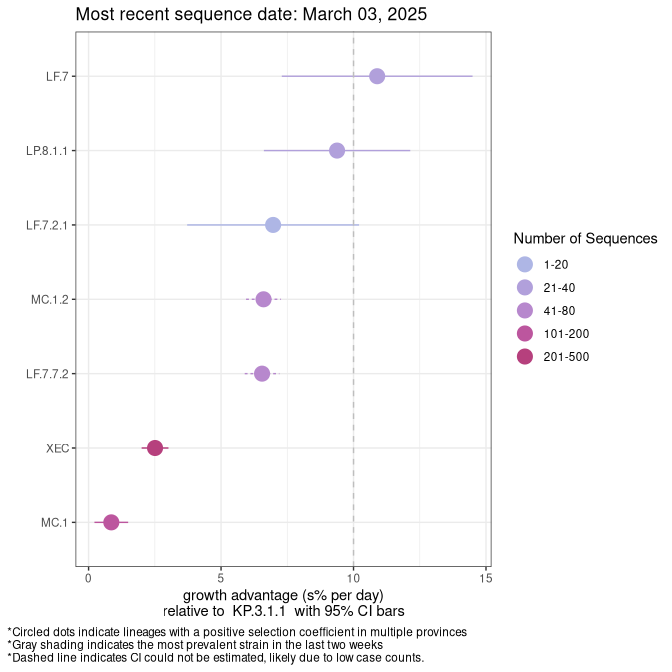 Most recent sequence date: March 03, 2025
LF.7
LP.8.1.1
LF.7.2.1
MC.1.2
LF.7.7.2
XEC
MC.1
0 5 10 15
growth advantage (s% per day)
relative to KP.3.1.1 with 95% CI bars
Number of Sequences
1-20
21-40
41-80
101-200
201-500
*Circled dots indicate lineages with a positive selection coefficient in multiple provinces
*Gray shading indicates the most prevalent strain in the last two weeks
*Dashed line indicates CI could not be estimated, likely due to low case counts.